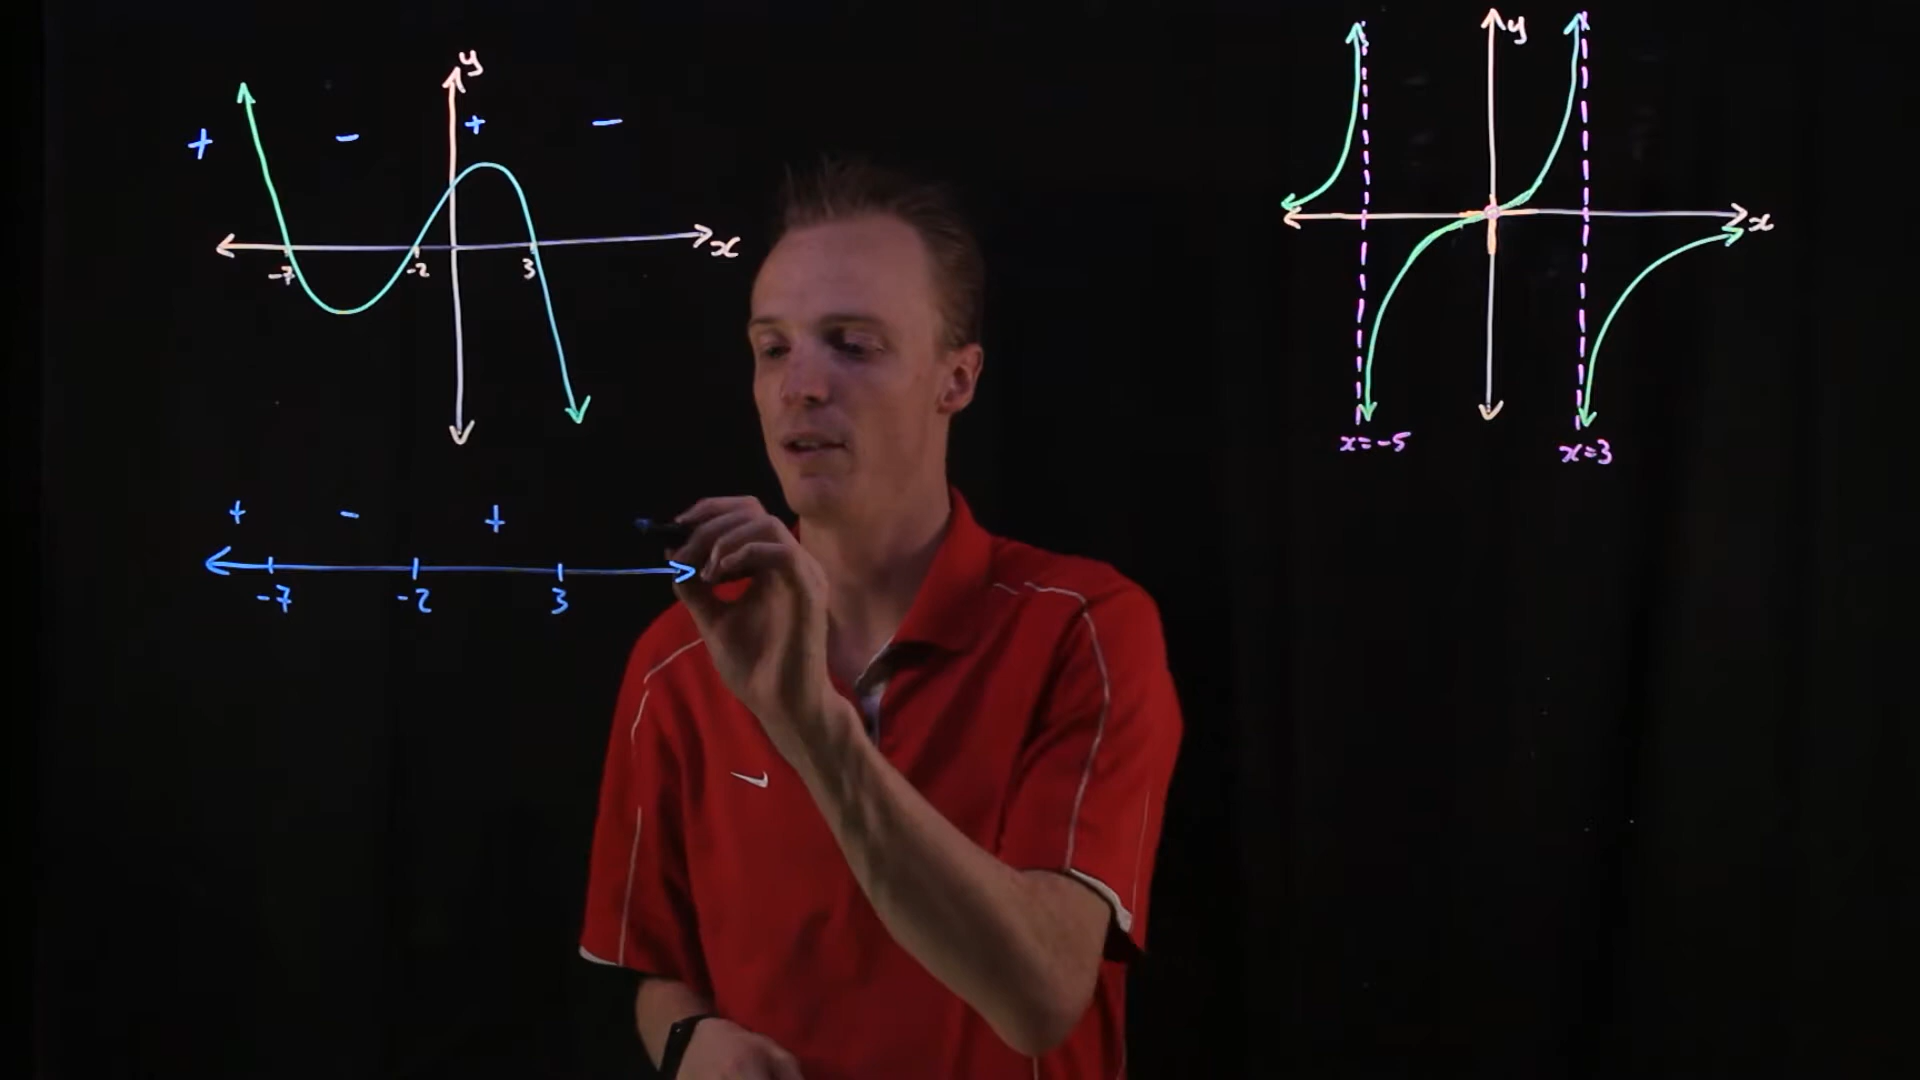 y
+ - + -
x
-7 -2 3
+ - +
-7 -2 3
y
x
x=-5 x=3